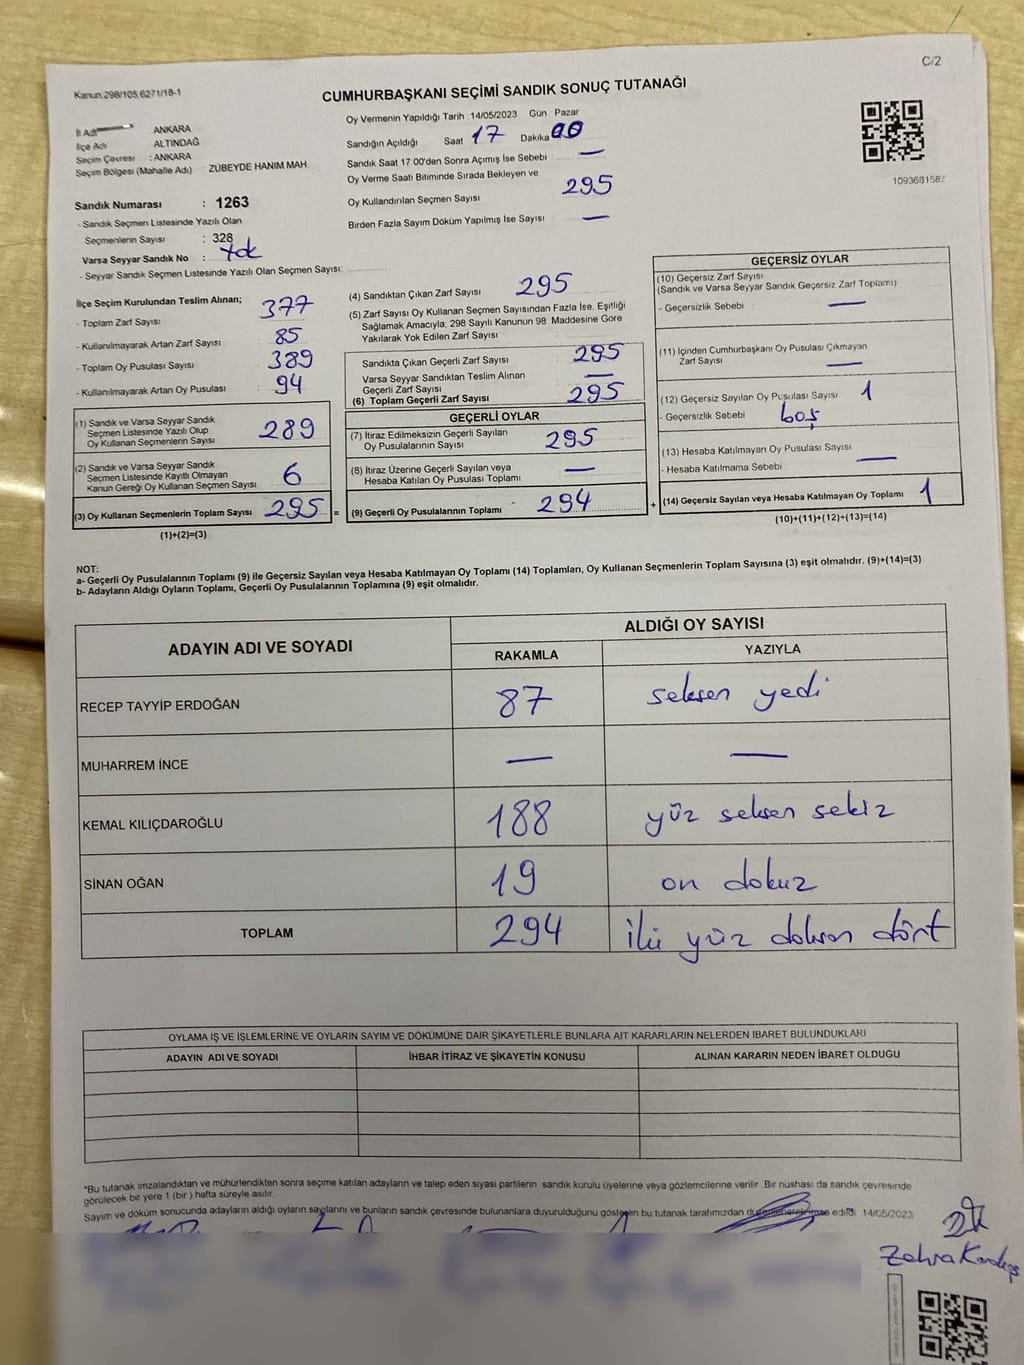 C/2
Kanun 298/105,6271/18-1
CUMHURBAŞKANI SEÇİMİ SANDIK SONUÇ TUTANAĞI
İl Adı ANKARA
İlçe Adı ALTINDAĞ
Seçim Çevresi : ANKARA
Seçim Bölgesi (Mahalle Adı) : ZÜBEYDE HANIM MAH.
Sandık Numarası : 1263
- Sandık Seçmen Listesinde Yazılı Olan
Seçmenlerin Sayısı : 328
Varsa Seyyar Sandık No : Yok
- Seyyar Sandık Seçmen Listesinde Yazılı Olan Seçmen Sayısı:
Oy Vermenin Yapıldığı Tarih : 14/05/2023 Gün Pazar
Sandığın Açıldığı Saat 17 Dakika 00
Sandık Saat 17.00'den Sonra Açımış İse Sebebi : —
Oy Verme Saati Bitiminde Sırada Bekleyen ve
Oy Kullandırılan Seçmen Sayısı : 295
Birden Fazla Sayım Döküm Yapılmış İse Sayısı : —
1093681587
İlçe Seçim Kurulundan Teslim Alınan;
- Toplam Zarf Sayısı : 377
- Kullanılmayarak Artan Zarf Sayısı : 85
- Toplam Oy Pusulası Sayısı : 389
- Kullanılmayarak Artan Oy Pusulası : 94
(1) Sandık ve Varsa Seyyar Sandık
Seçmen Listesinde Yazılı Olup
Oy Kullanan Seçmenlerin Sayısı : 289
(2) Sandık ve Varsa Seyyar Sandık
Seçmen Listesinde Kayıtlı Olmayan
Kanun Gereği Oy Kullanan Seçmen Sayısı : 6
(3) Oy Kullanan Seçmenlerin Toplam Sayısı : 295 =
(1)+(2)=(3)
(4) Sandıktan Çıkan Zarf Sayısı : 295
(5) Zarf Sayısı Oy Kullanan Seçmen Sayısından Fazla İse, Eşitliği
Sağlamak Amacıyla, 298 Sayılı Kanunun 98. Maddesine Göre
Yakılarak Yok Edilen Zarf Sayısı :
Sandıkta Çıkan Geçerli Zarf Sayısı : 295
Varsa Seyyar Sandıktan Teslim Alınan
Geçerli Zarf Sayısı : —
(6) Toplam Geçerli Zarf Sayısı : 295
GEÇERLİ OYLAR
(7) İtiraz Edilmeksizin Geçerli Sayılan
Oy Pusulalarının Sayısı : 295
(8) İtiraz Üzerine Geçerli Sayılan veya
Hesaba Katılan Oy Pusulası Toplamı : —
(9) Geçerli Oy Pusulalarının Toplamı : 294 +
GEÇERSİZ OYLAR
(10) Geçersiz Zarf Sayısı
(Sandık ve Varsa Seyyar Sandık Geçersiz Zarf Toplamı)
- Geçersizlik Sebebi : —
(11) İçinden Cumhurbaşkanı Oy Pusulası Çıkmayan
Zarf Sayısı : —
(12) Geçersiz Sayılan Oy Pusulası Sayısı : 1
- Geçersizlik Sebebi : boş
(13) Hesaba Katılmayan Oy Pusulası Sayısı : —
- Hesaba Katılmama Sebebi :
(14) Geçersiz Sayılan veya Hesaba Katılmayan Oy Toplamı : 1
(10)+(11)+(12)+(13)=(14)
NOT:
a- Geçerli Oy Pusulalarının Toplamı (9) ile Geçersiz Sayılan veya Hesaba Katılmayan Oy Toplamı (14) Toplamları, Oy Kullanan Seçmenlerin Toplam Sayısına (3) eşit olmalıdır. (9)+(14)=(3)
b- Adayların Aldığı Oyların Toplamı, Geçerli Oy Pusulalarının Toplamına (9) eşit olmalıdır.
ADAYIN ADI VE SOYADI ALDIĞI OY SAYISI
RAKAMLA YAZIYLA
RECEP TAYYİP ERDOĞAN 87 seksen yedi
MUHARREM İNCE — —
KEMAL KILIÇDAROĞLU 188 yüz seksen sekiz
SİNAN OĞAN 19 on dokuz
TOPLAM 294 iki yüz doksan dört
OYLAMA İŞ VE İŞLEMLERİNE VE OYLARIN SAYIM VE DÖKÜMÜNE DAİR ŞİKAYETLERLE BUNLARA AİT KARARLARIN NELERDEN İBARET BULUNDUKLARI
ADAYIN ADI VE SOYADI İHBAR İTİRAZ VE ŞİKAYETİN KONUSU ALINAN KARARIN NEDEN İBARET OLDUĞU
*Bu tutanak imzalandıktan ve mühürlendikten sonra seçime katılan adayların ve talep eden siyasi partilerin sandık kurulu üyelerine veya gözlemcilerine verilir. Bir nüshası da sandık çevresinde
görülecek bir yere 1 (bir ) hafta süreyle asılır.
Sayım ve döküm sonucunda adayların aldığı oyların sayılarını ve bunların sandık çevresinde bulunanlara duyurulduğunu gösteren bu tutanak tarafımızdan edildi. 14/05/2023
Zehra